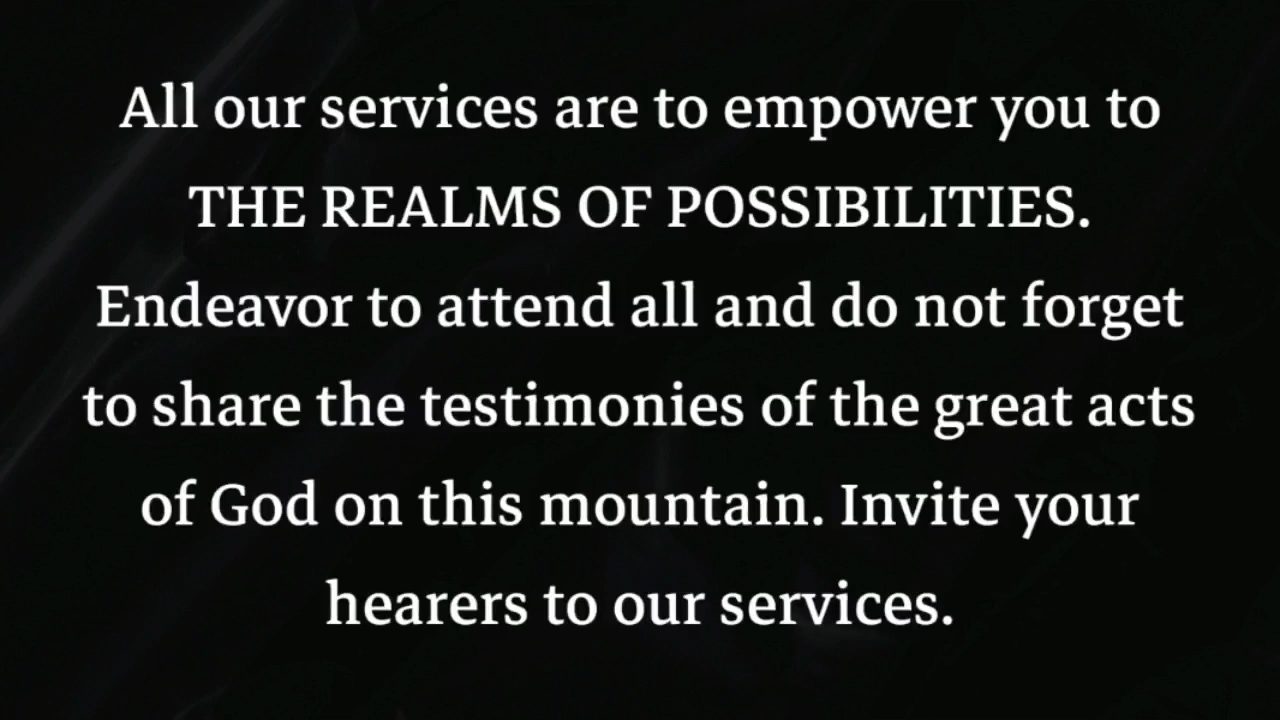 All our services are to empower you to
THE REALMS OF POSSIBILITIES.
Endeavor to attend all and do not forget
to share the testimonies of the great acts
of God on this mountain. Invite your
hearers to our services.